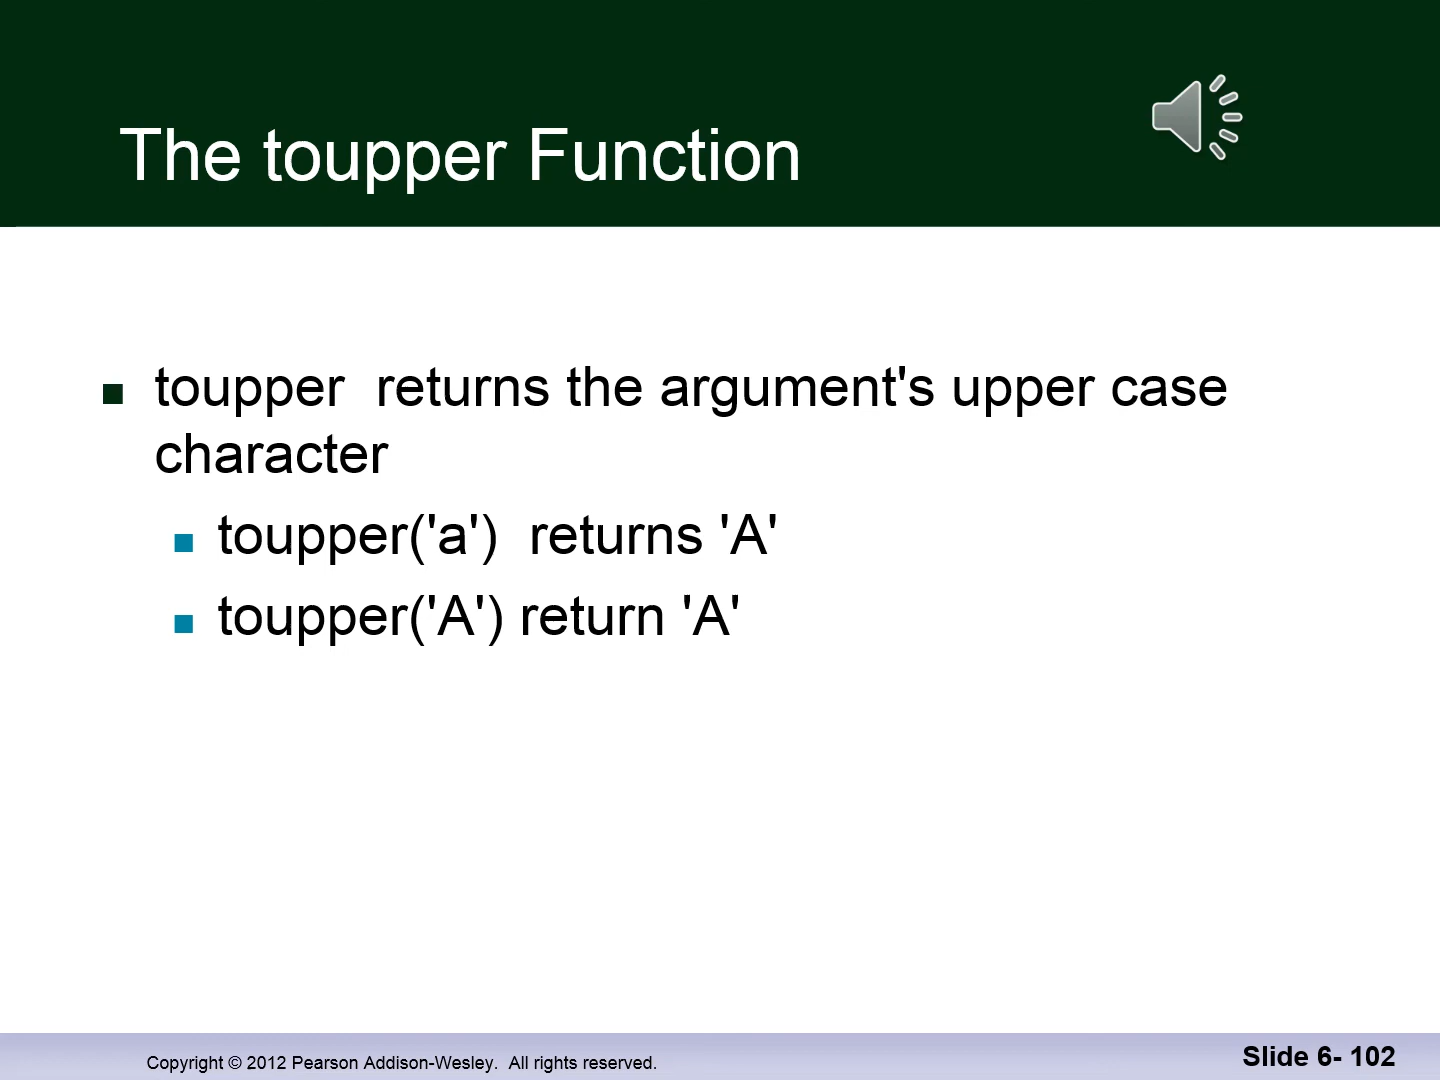 The toupper Function
toupper  returns the argument's upper case
character
toupper('a')  returns 'A'
toupper('A') return 'A'
Copyright © 2012 Pearson Addison-Wesley.  All rights reserved.
Slide 6- 102